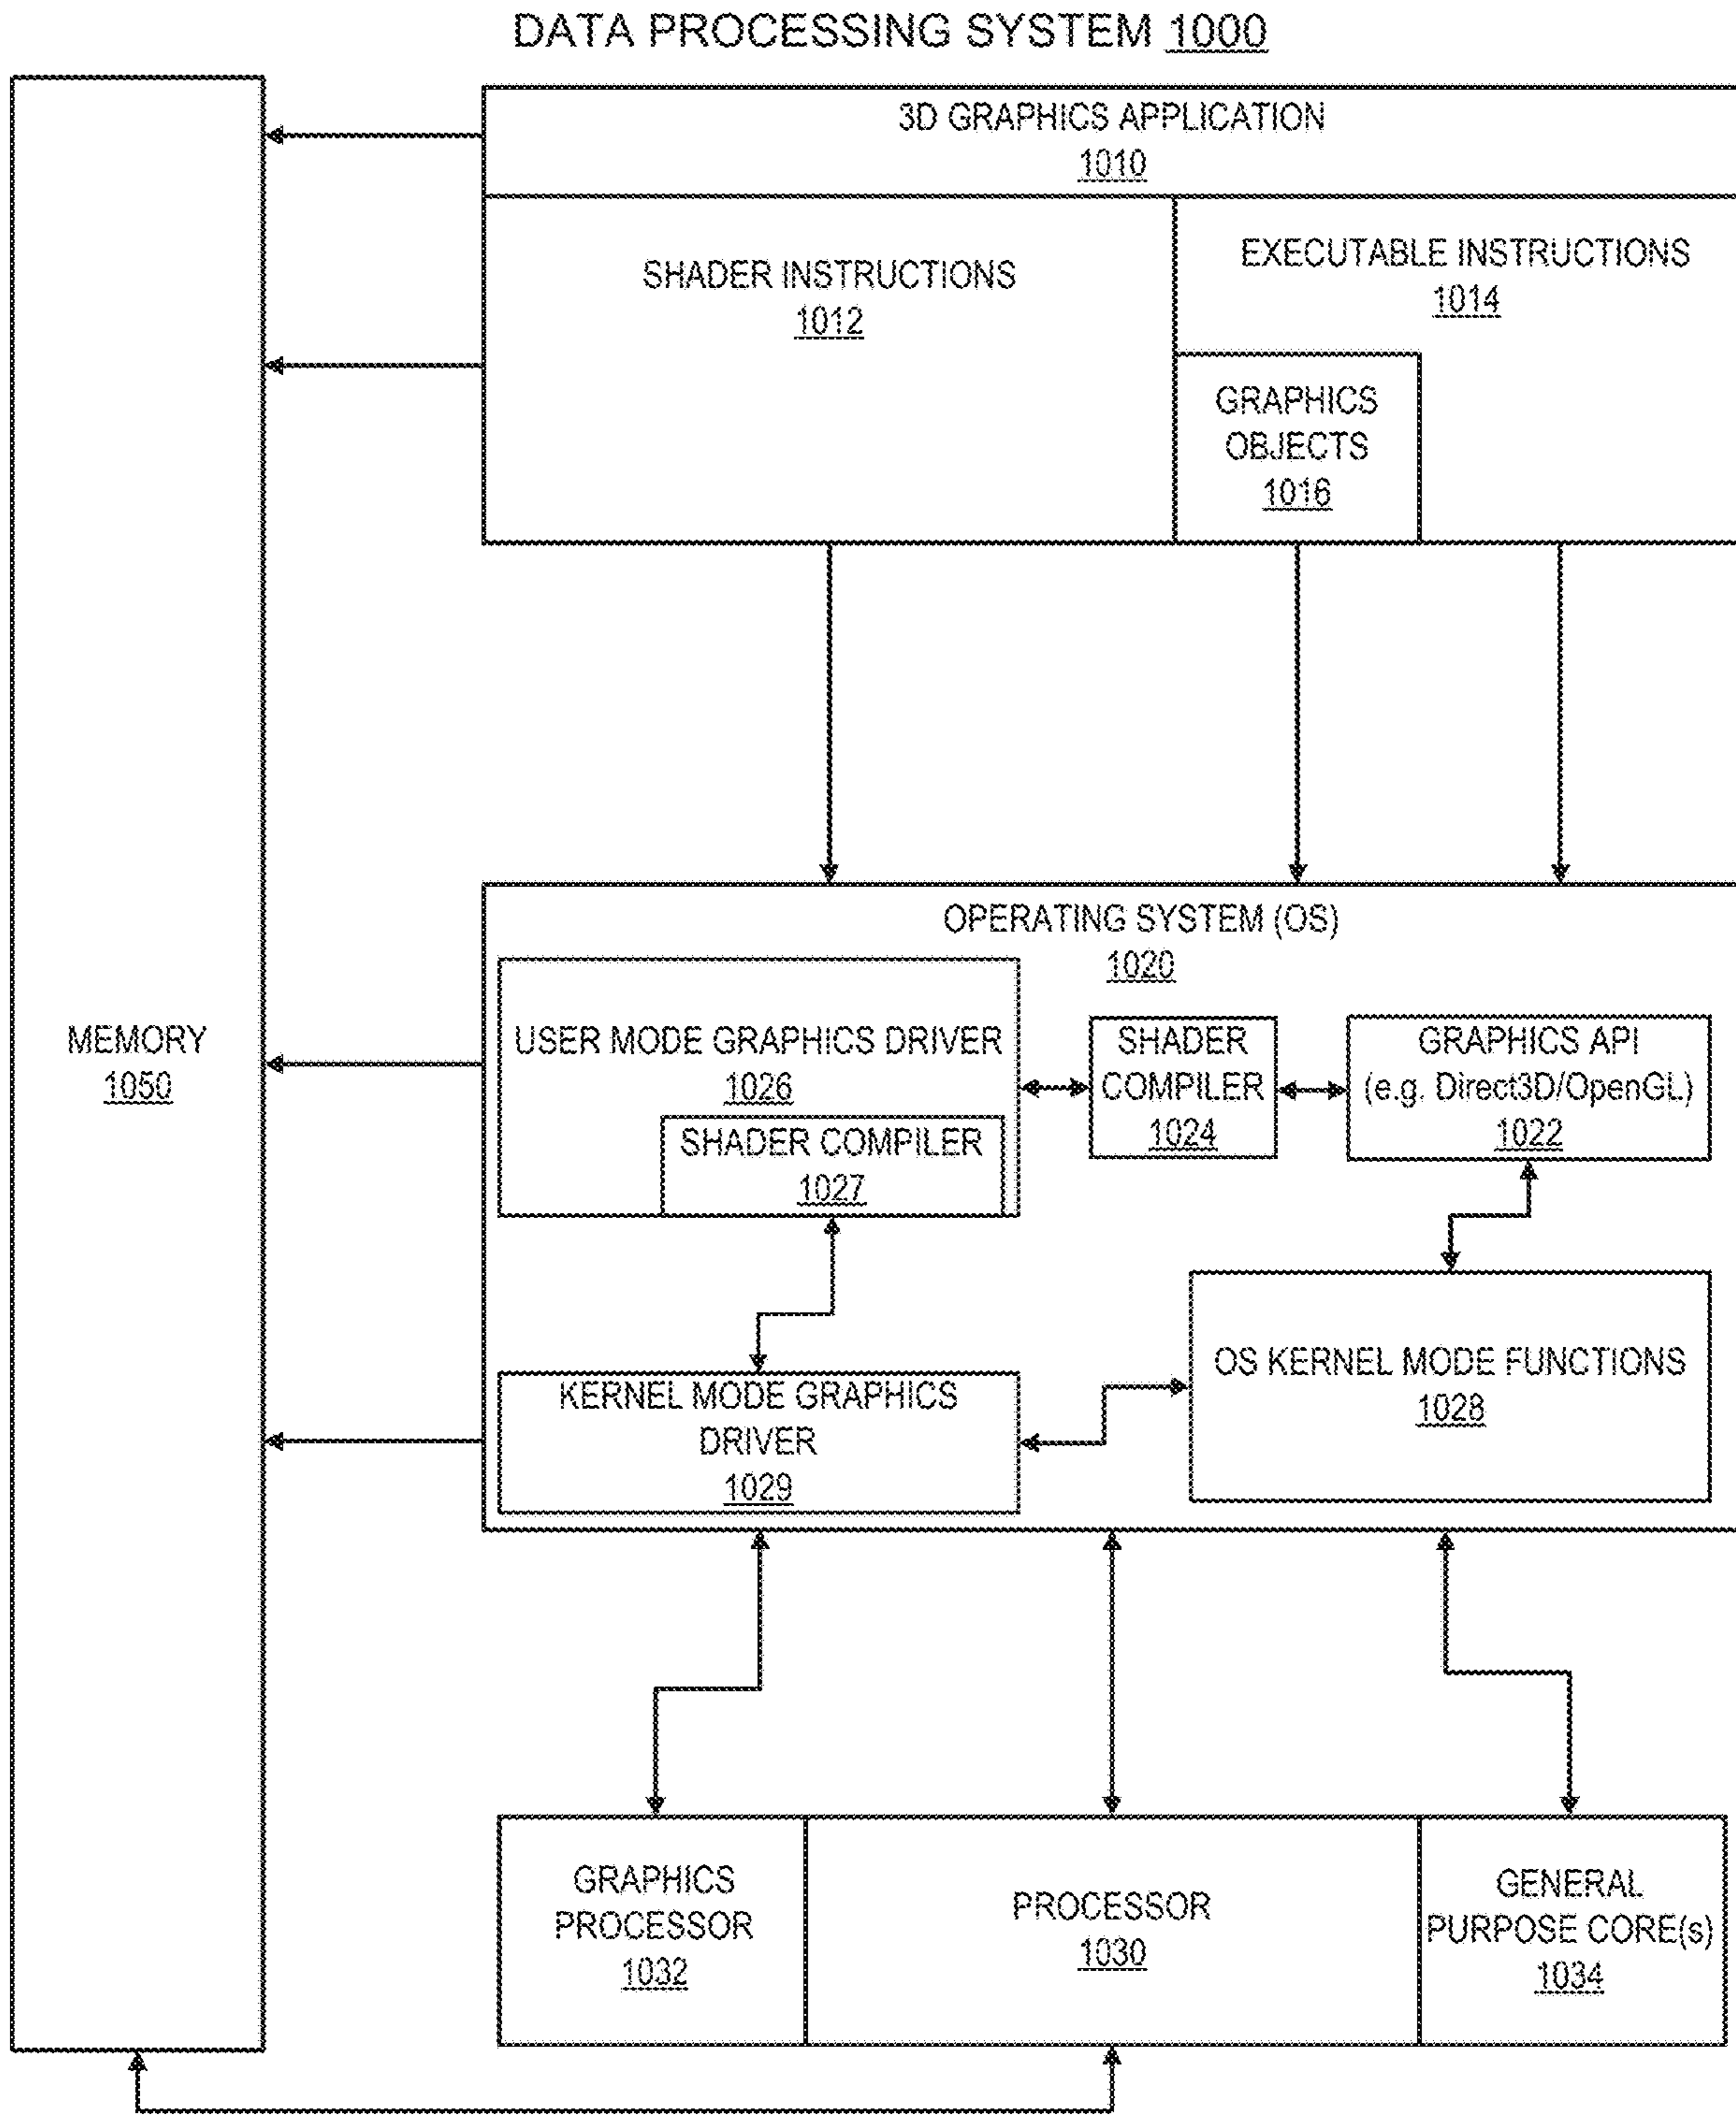 DATA PROCESSING SYSTEM 1000
3D GRAPHICS APPLICATION
1010
SHADER INSTRUCTIONS
1012
EXECUTABLE INSTRUCTIONS
1014
GRAPHICS
OBJECTS
1016
OPERATING SYSTEM (OS)
1020
MEMORY
1050
USER MODE GRAPHICS DRIVER
1026
SHADER COMPILER
1027
SHADER
COMPILER
1024
GRAPHICS API
(e.g. Direct3D/OpenGL)
1022
KERNEL MODE GRAPHICS
DRIVER
1029
OS KERNEL MODE FUNCTIONS
1028
GRAPHICS
PROCESSOR
1032
PROCESSOR
1030
GENERAL
PURPOSE CORE(s)
1034